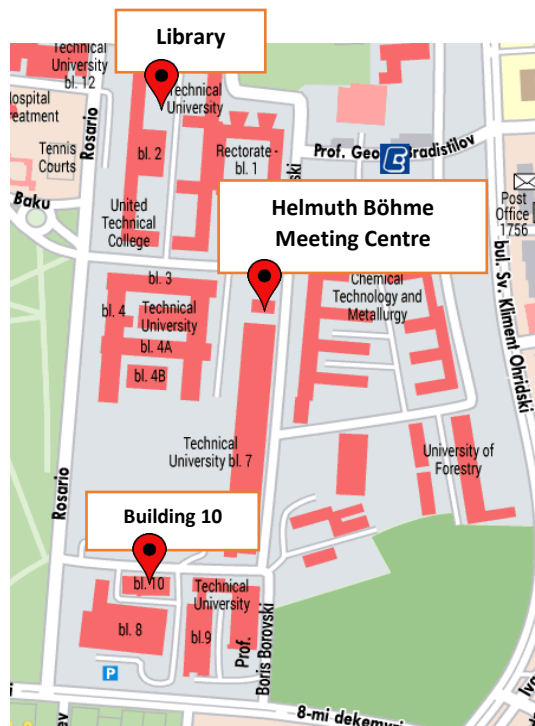 Library
Technical
University
bl. 12
Technical
University
Hospital
reatment
Rosario
Tennis
Courts
bl. 2
Rectorate -
bl. 1
Prof. Geo
Bradistilov
ski
Baku
United
Technical
College
Helmuth Böhme
Meeting Centre
Post
Office
1756
bul. Sv. Kliment Ohridski
bl. 3
bl. 4
Technical
University
bl. 4A
bl. 4B
Chemical
Technology and
Metallurgy
Technical
University bl. 7
University of
Forestry
Rosario
Building 10
bl. 10
Technical
University
bl. 8
bl.9
Prof.
Boris Borovski
P
8-mi dekemvri